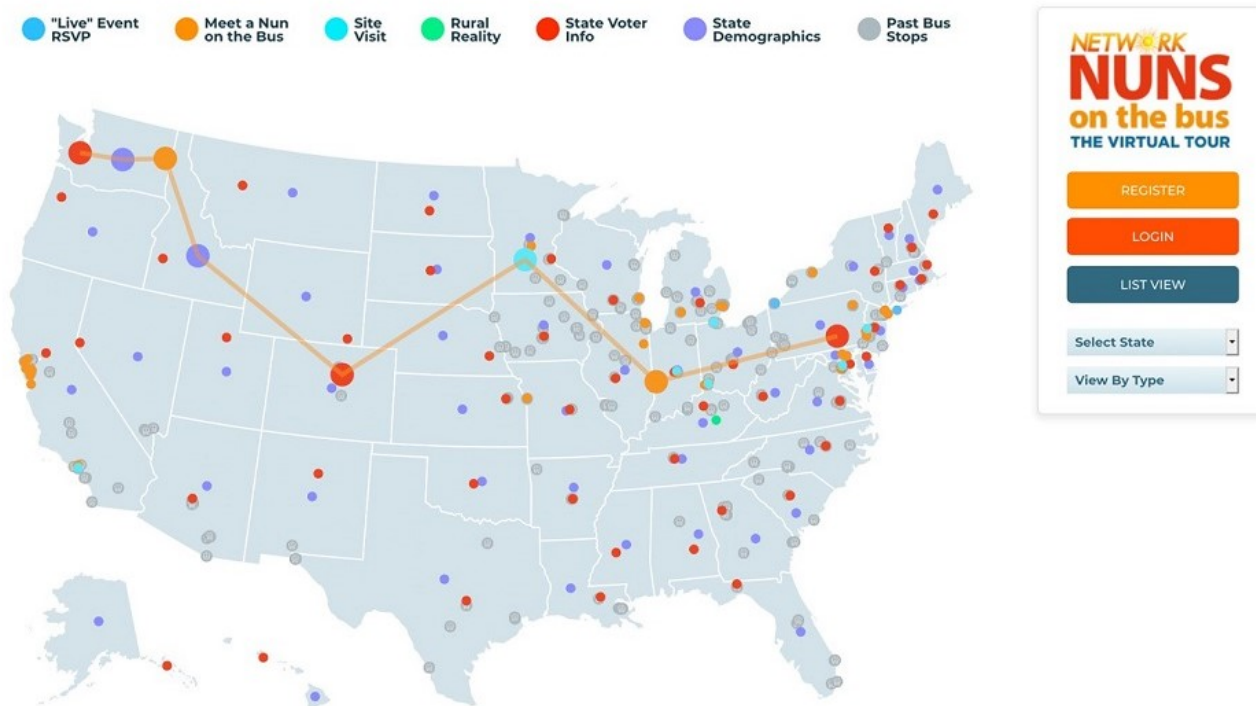 "Live" Event
RSVP
Meet a Nun
on the Bus
Site
Visit
Rural
Reality
State Voter
Info
State
Demographics
Past Bus
Stops
NETWORK
NUNS
on the bus
THE VIRTUAL TOUR
REGISTER
LOGIN
LIST VIEW
Select State
View By Type